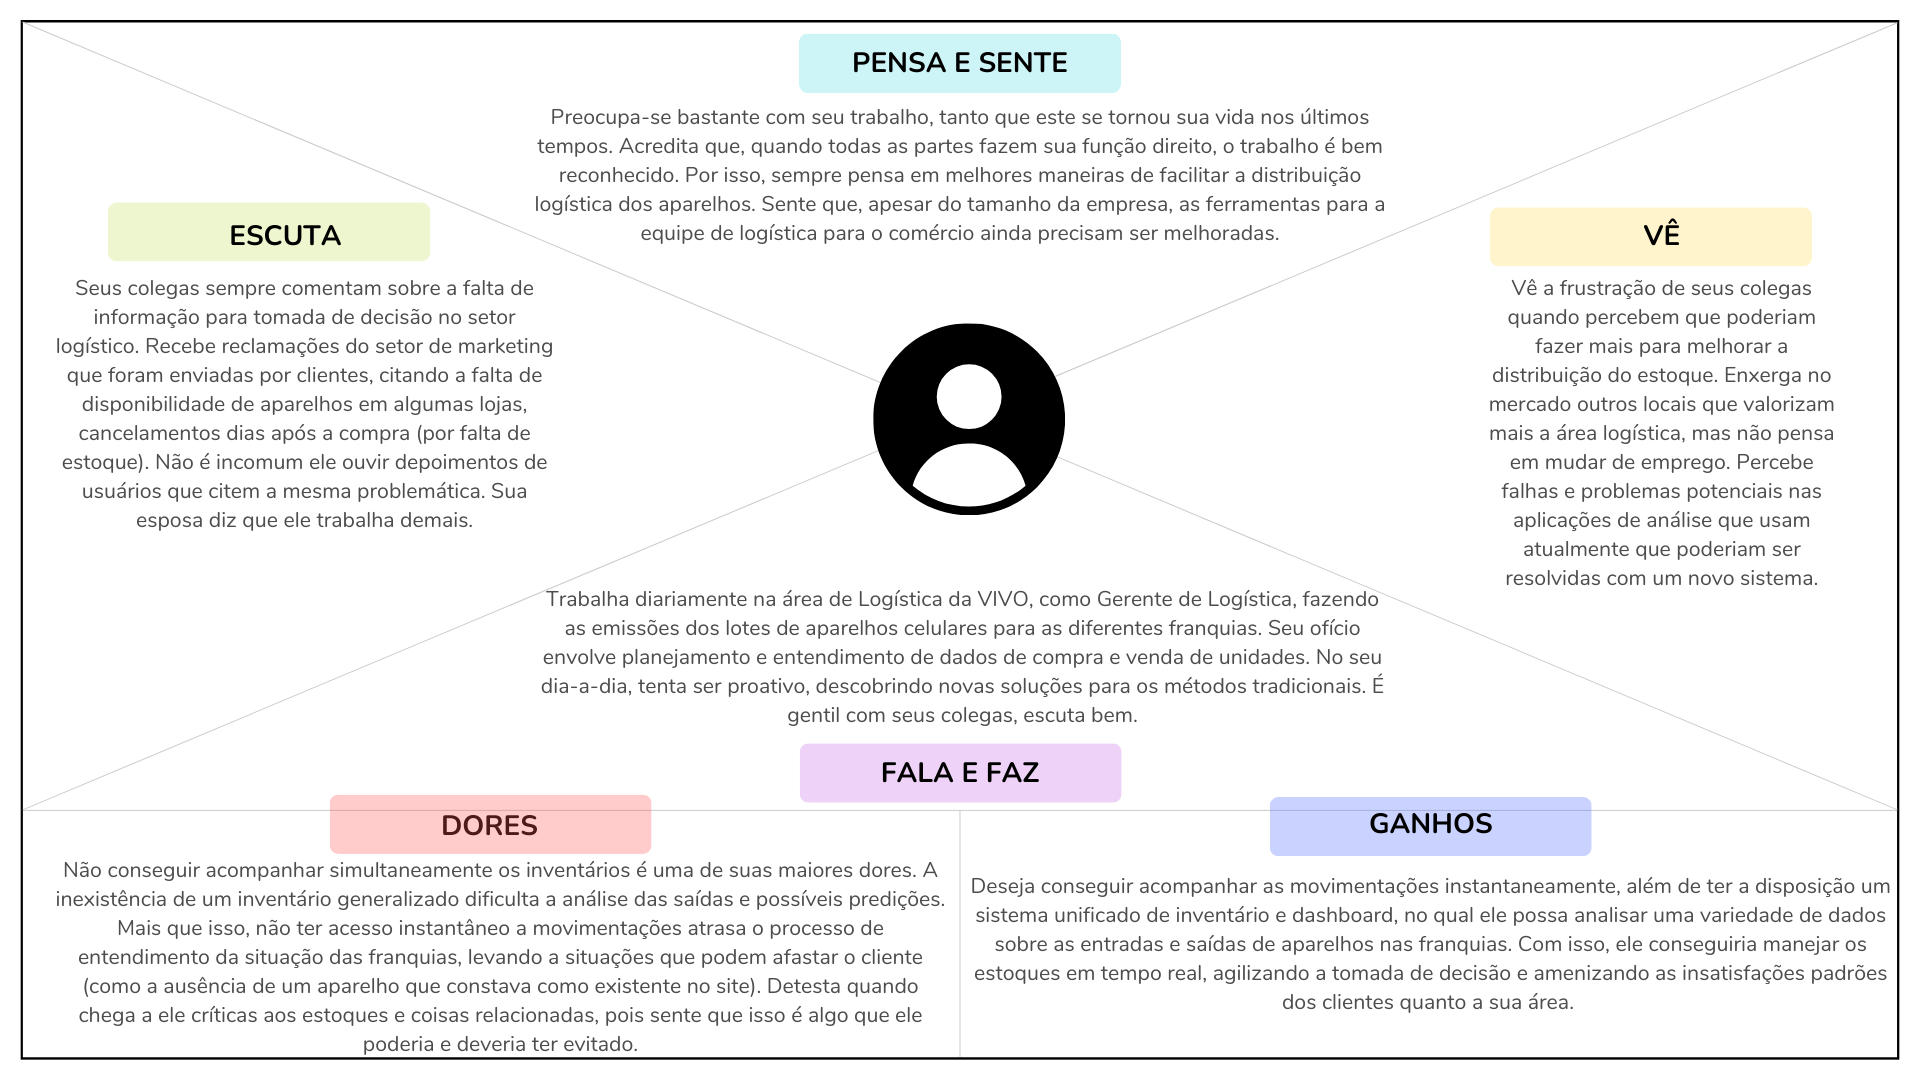 PENSA E SENTE
Preocupa-se bastante com seu trabalho, tanto que este se tornou sua vida nos últimos
tempos. Acredita que, quando todas as partes fazem sua função direito, o trabalho é bem
reconhecido. Por isso, sempre pensa em melhores maneiras de facilitar a distribuição
logística dos aparelhos. Sente que, apesar do tamanho da empresa, as ferramentas para a
equipe de logística para o comércio ainda precisam ser melhoradas.
ESCUTA
Seus colegas sempre comentam sobre a falta de
informação para tomada de decisão no setor
logístico. Recebe reclamações do setor de marketing
que foram enviadas por clientes, citando a falta de
disponibilidade de aparelhos em algumas lojas,
cancelamentos dias após a compra (por falta de
estoque). Não é incomum ele ouvir depoimentos de
usuários que citem a mesma problemática. Sua
esposa diz que ele trabalha demais.
VÊ
Vê a frustração de seus colegas
quando percebem que poderiam
fazer mais para melhorar a
distribuição do estoque. Enxerga no
mercado outros locais que valorizam
mais a área logística, mas não pensa
em mudar de emprego. Percebe
falhas e problemas potenciais nas
aplicações de análise que usam
atualmente que poderiam ser
resolvidas com um novo sistema.
Trabalha diariamente na área de Logística da VIVO, como Gerente de Logística, fazendo
as emissões dos lotes de aparelhos celulares para as diferentes franquias. Seu ofício
envolve planejamento e entendimento de dados de compra e venda de unidades. No seu
dia-a-dia, tenta ser proativo, descobrindo novas soluções para os métodos tradicionais. É
gentil com seus colegas, escuta bem.
FALA E FAZ
DORES
Não conseguir acompanhar simultaneamente os inventários é uma de suas maiores dores. A
inexistência de um inventário generalizado dificulta a análise das saídas e possíveis predições.
Mais que isso, não ter acesso instantâneo a movimentações atrasa o processo de
entendimento da situação das franquias, levando a situações que podem afastar o cliente
(como a ausência de um aparelho que constava como existente no site). Detesta quando
chega a ele críticas aos estoques e coisas relacionadas, pois sente que isso é algo que ele
poderia e deveria ter evitado.
GANHOS
Deseja conseguir acompanhar as movimentações instantaneamente, além de ter a disposição um
sistema unificado de inventário e dashboard, no qual ele possa analisar uma variedade de dados
sobre as entradas e saídas de aparelhos nas franquias. Com isso, ele conseguiria manejar os
estoques em tempo real, agilizando a tomada de decisão e amenizando as insatisfações padrões
dos clientes quanto a sua área.